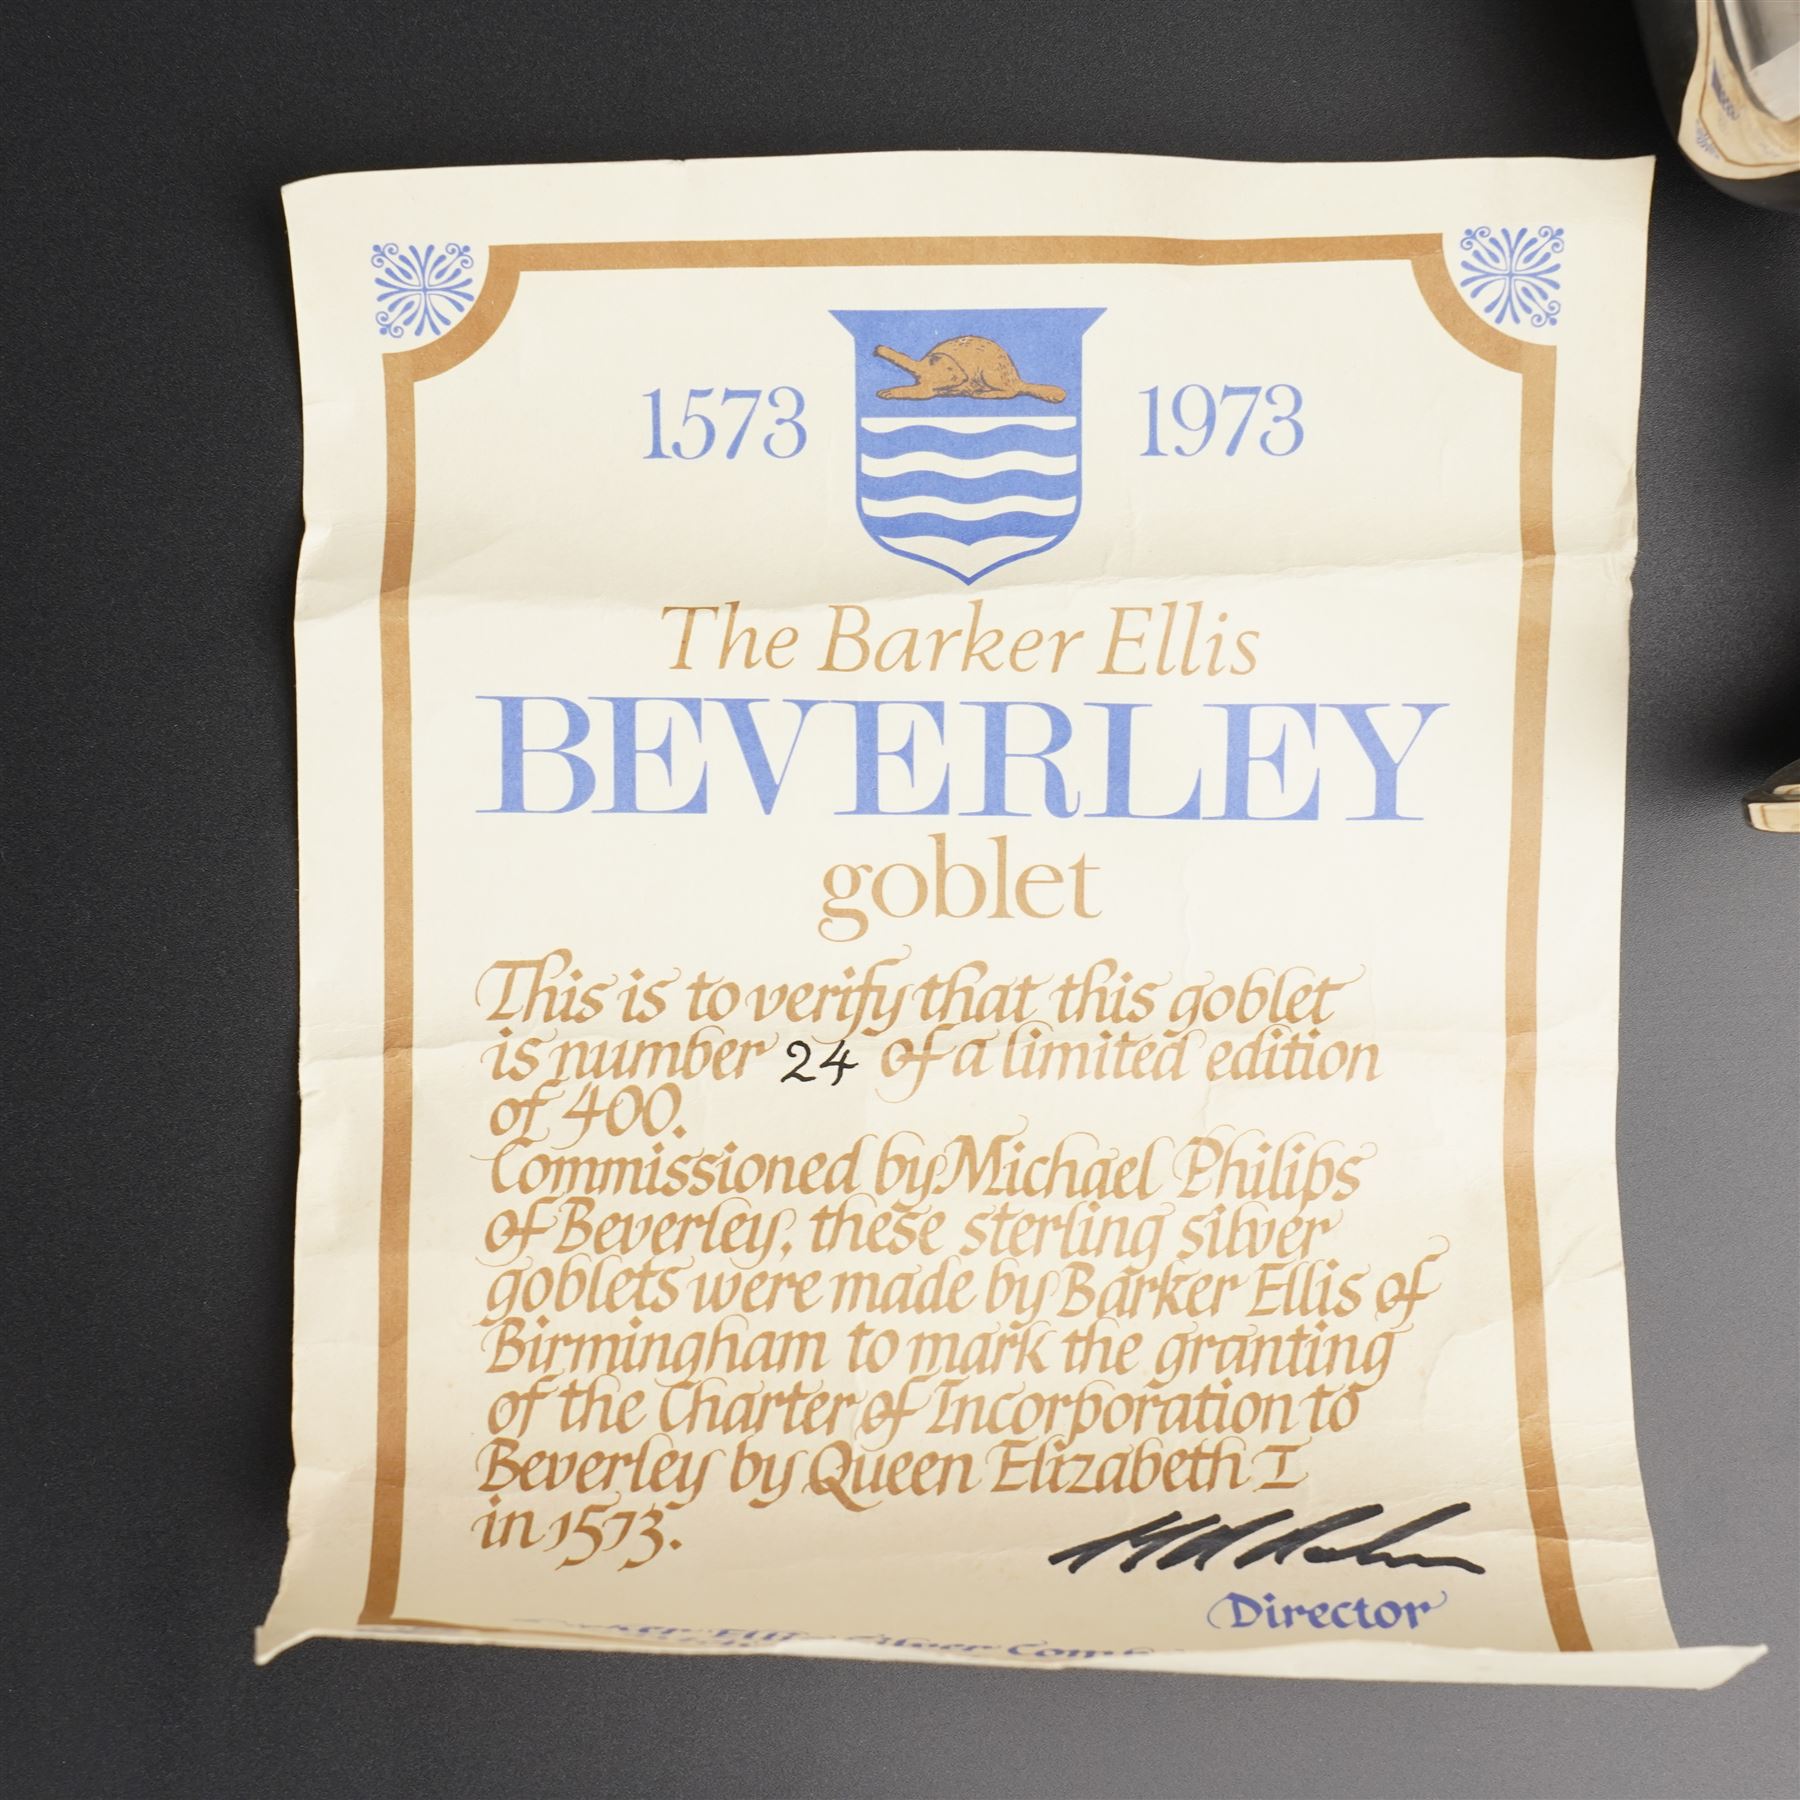 1573 1973
The Barker Ellis
BEVERLEY
goblet
This is to verify that this goblet
is number 24 of a limited edition
of 400.
Commissioned by Michael Philips
of Beverley, these sterling silver
goblets were made by Barker Ellis of
Birmingham to mark the granting
of the Charter of Incorporation to
Beverley by Queen Elizabeth I
in 1573.
Director
Ellis Silver